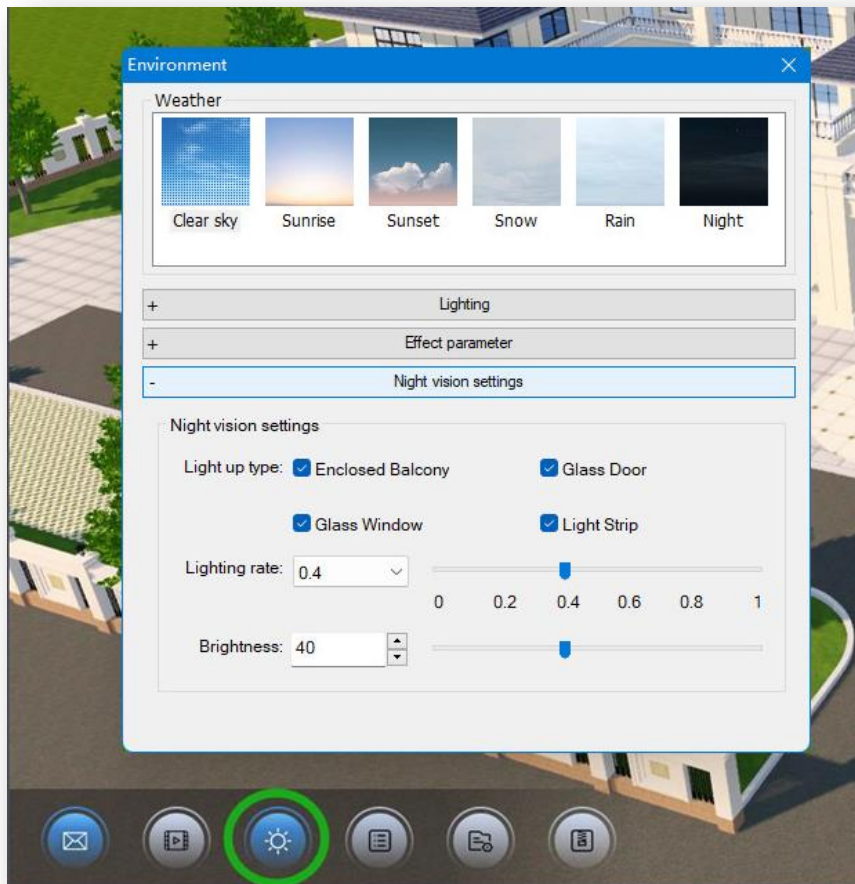 Environment
Weather
Clear sky Sunrise Sunset Snow Rain Night
+ Lighting
+ Effect parameter
- Night vision settings
Night vision settings
Light up type: Enclosed Balcony Glass Door
Glass Window Light Strip
Lighting rate: 0.4
0 0.2 0.4 0.6 0.8 1
Brightness: 40